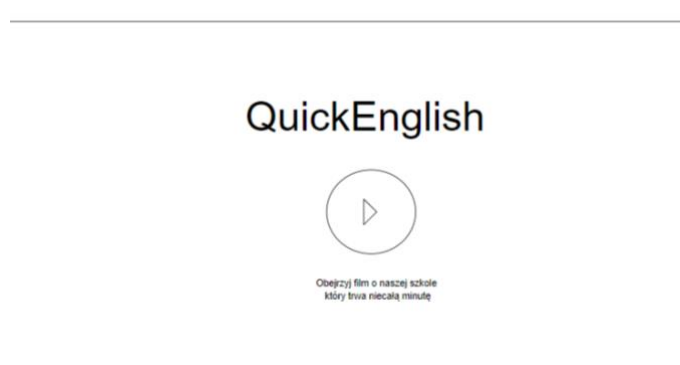 QuickEnglish
Obejrzyj film o naszej szkole
który trwa niecałą minutę